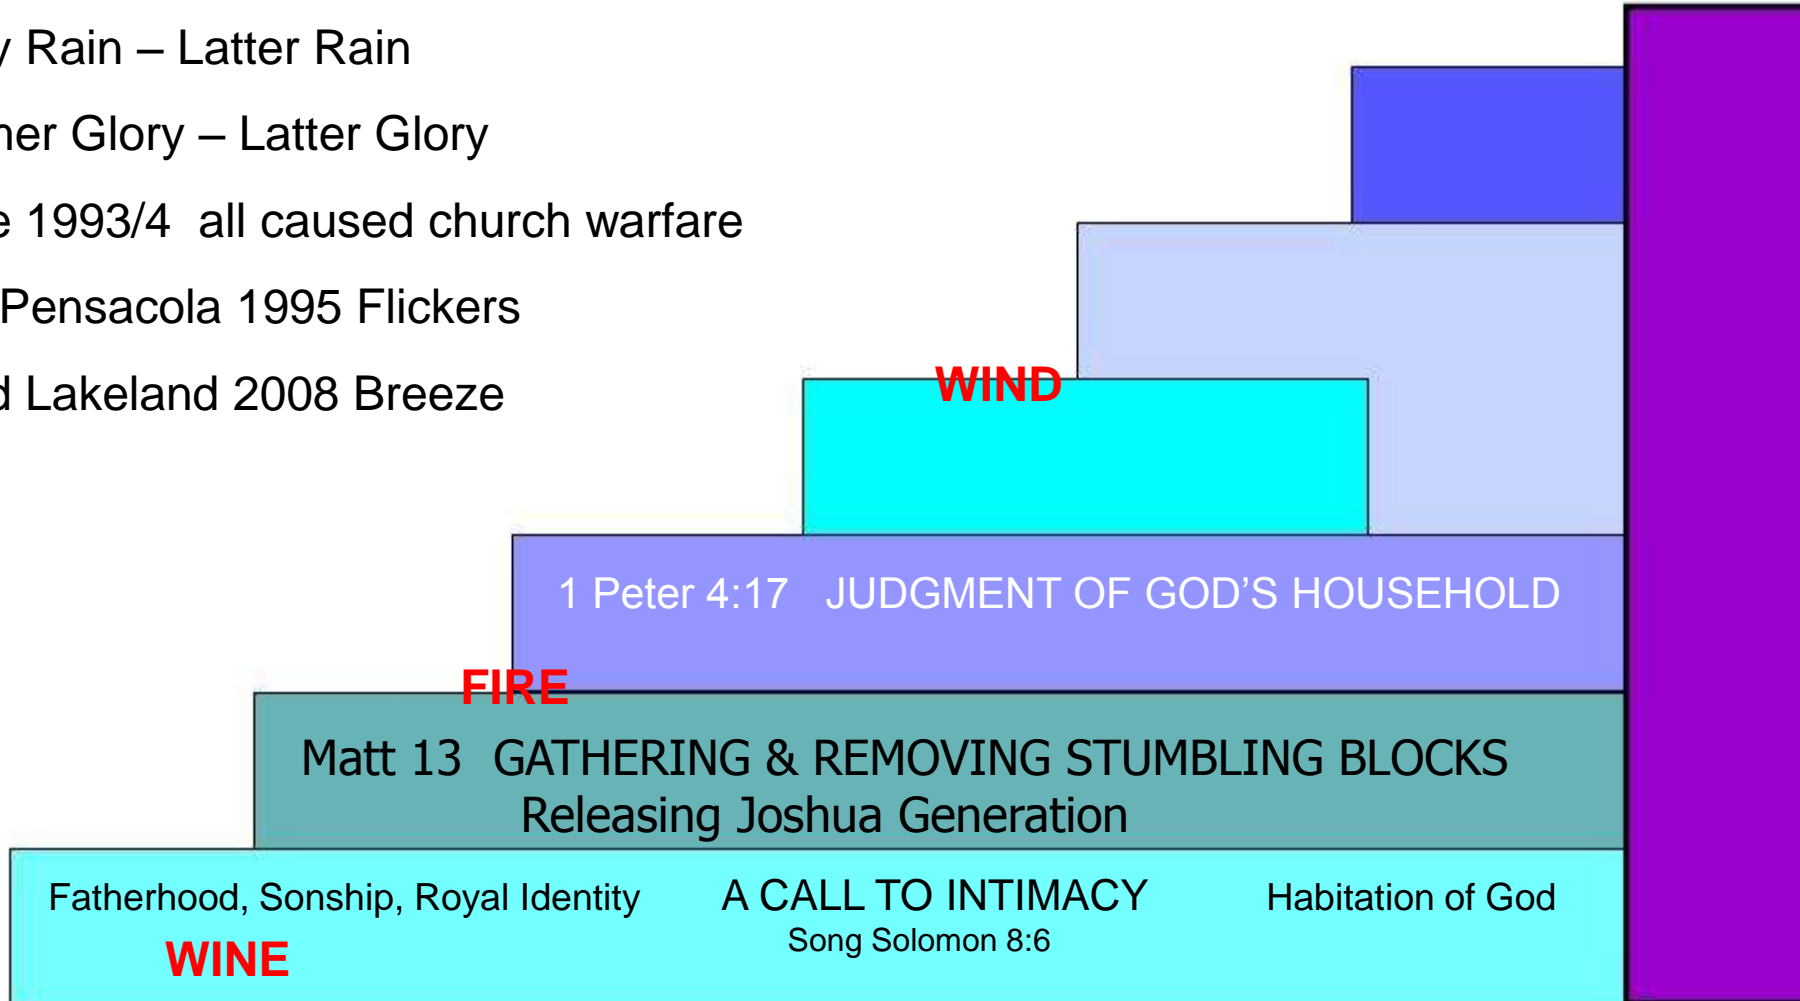 Rain – Latter Rain
Glory – Latter Glory
1993/4 all caused church warfare
Pensacola 1995 Flickers
Lakeland 2008 Breeze
WIND
1 Peter 4:17 JUDGMENT OF GOD'S HOUSEHOLD
FIRE
Matt 13 GATHERING & REMOVING STUMBLING BLOCKS
Releasing Joshua Generation
Fatherhood, Sonship, Royal Identity A CALL TO INTIMACY Habitation of God
Song Solomon 8:6
WINE